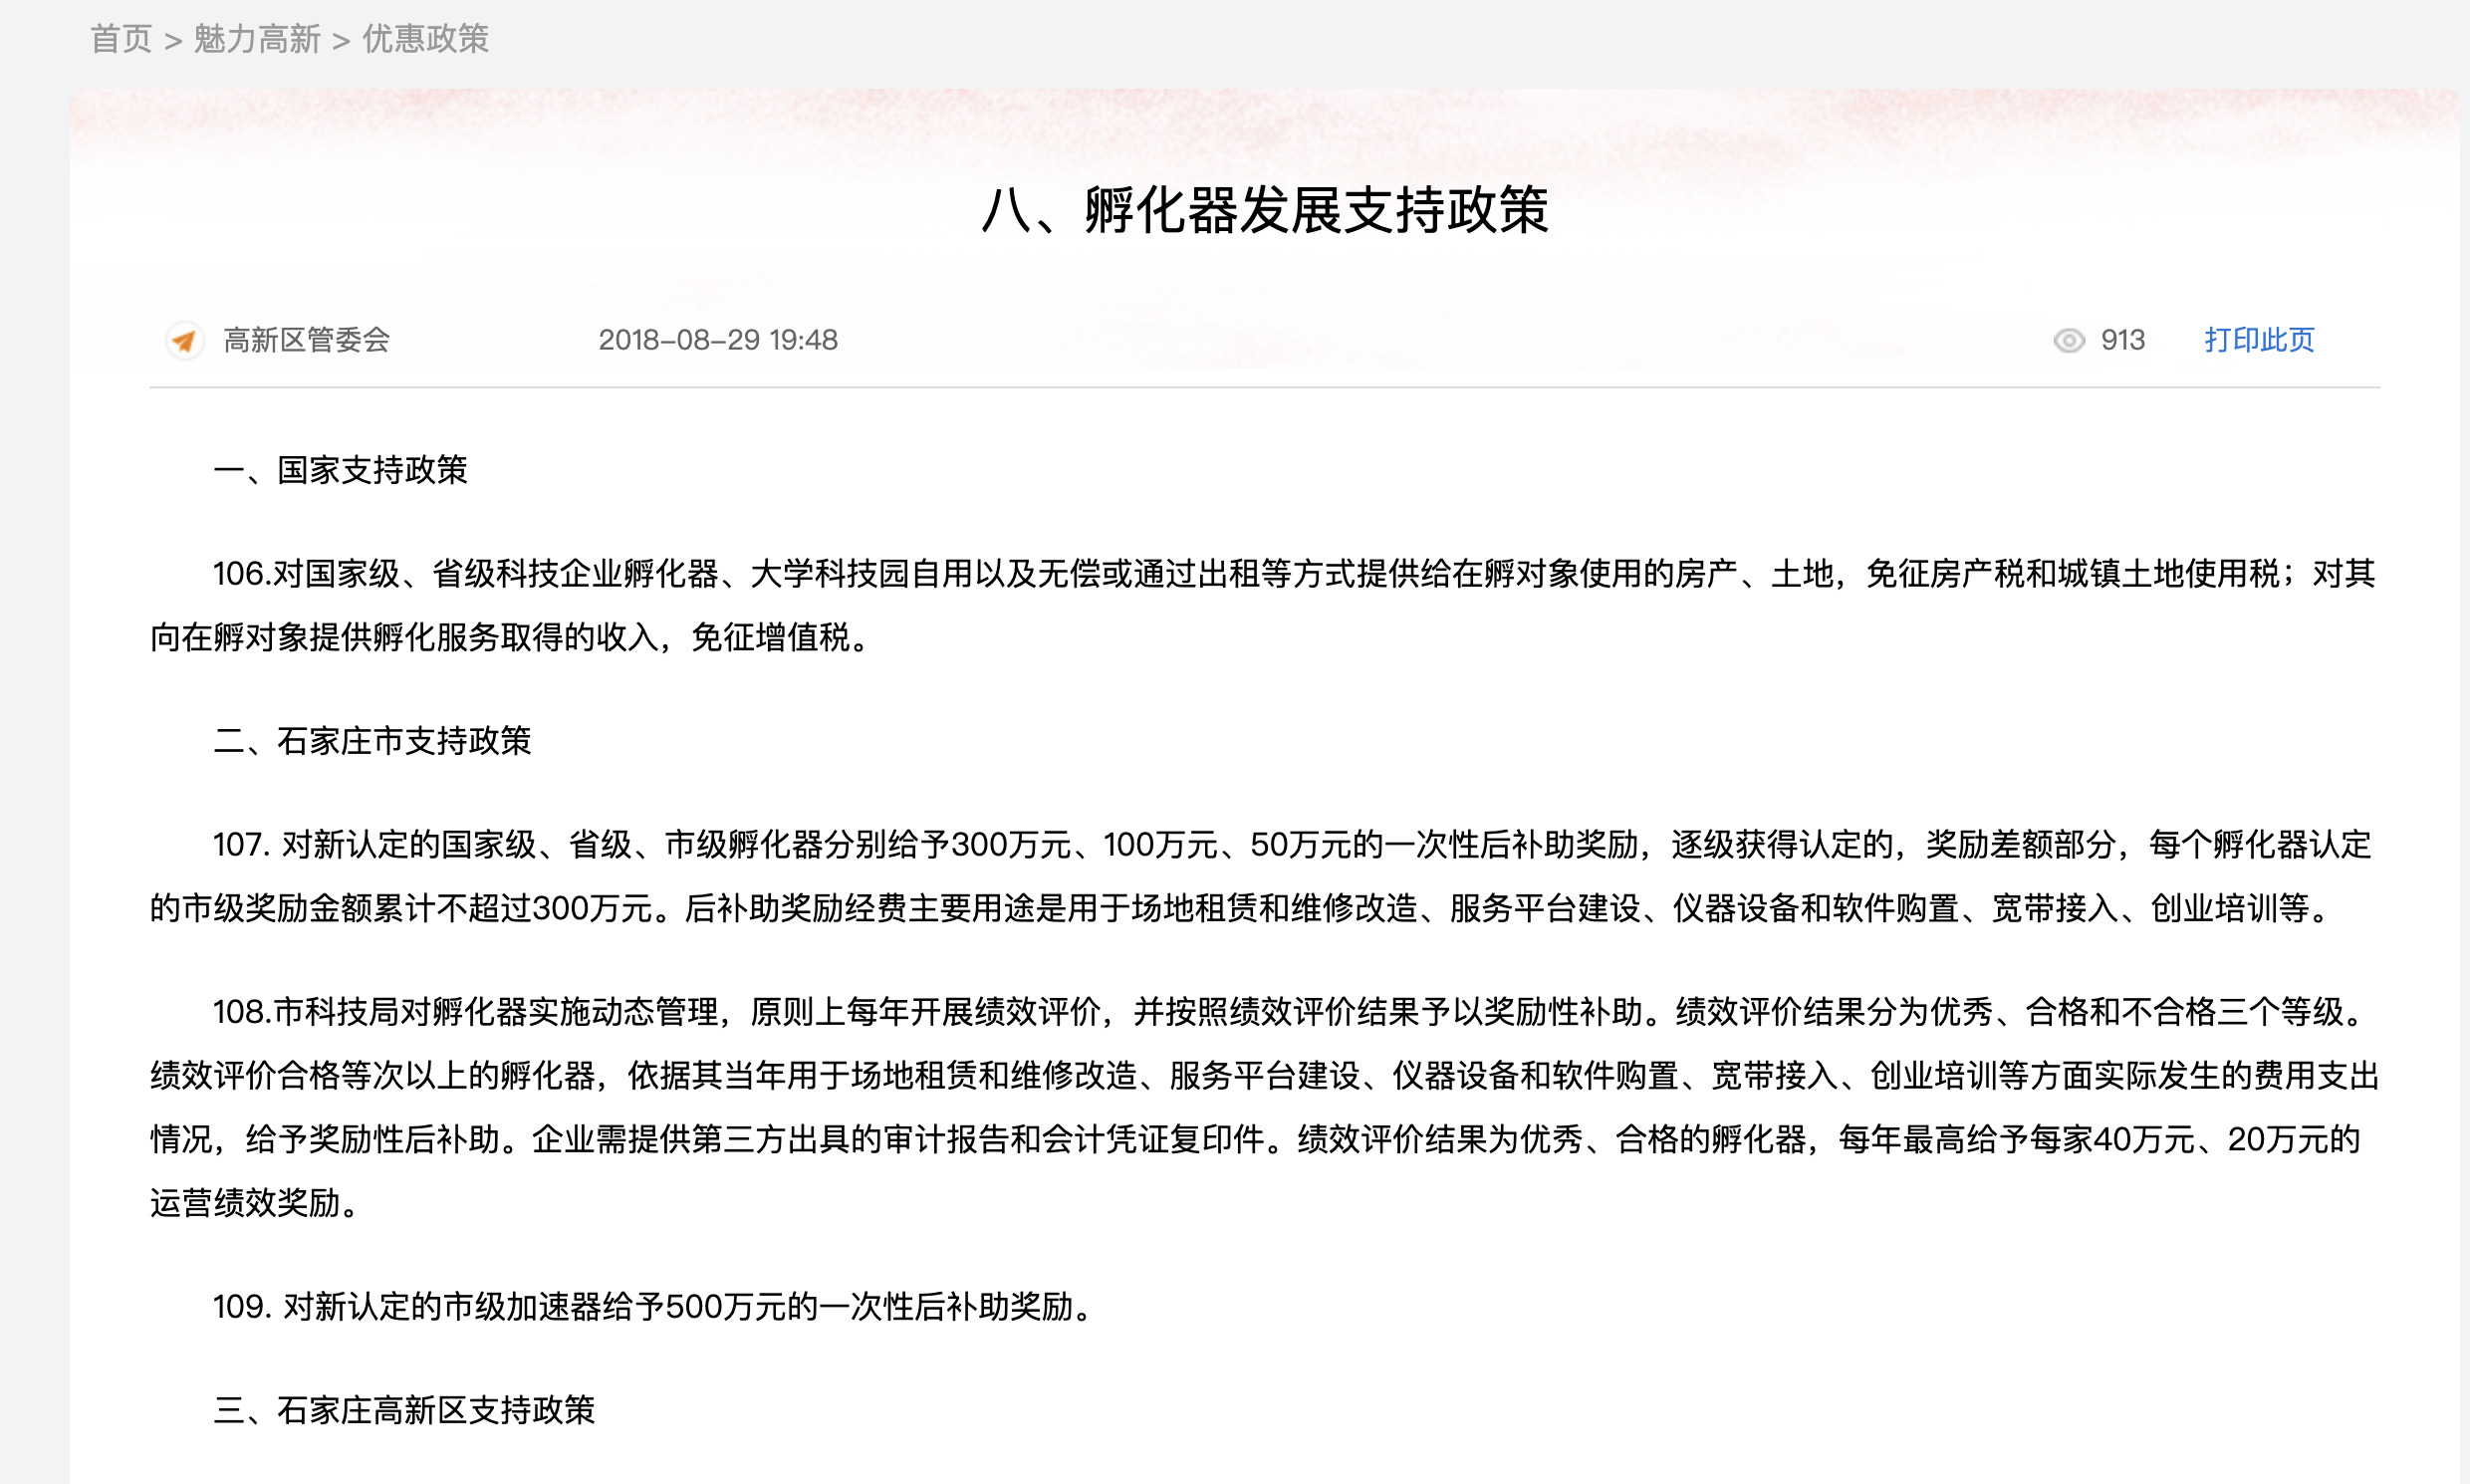 首页 > 魅力高新 > 优惠政策
八、孵化器发展支持政策
高新区管委会 2018-08-29 19:48 913 打印此页
一、国家支持政策
106.对国家级、省级科技企业孵化器、大学科技园自用以及无偿或通过出租等方式提供给在孵对象使用的房产、土地，免征房产税和城镇土地使用税；对其
向在孵对象提供孵化服务取得的收入，免征增值税。
二、石家庄市支持政策
107. 对新认定的国家级、省级、市级孵化器分别给予300万元、100万元、50万元的一次性后补助奖励，逐级获得认定的，奖励差额部分，每个孵化器认定
的市级奖励金额累计不超过300万元。后补助奖励经费主要用途是用于场地租赁和维修改造、服务平台建设、仪器设备和软件购置、宽带接入、创业培训等。
108.市科技局对孵化器实施动态管理，原则上每年开展绩效评价，并按照绩效评价结果予以奖励性补助。绩效评价结果分为优秀、合格和不合格三个等级。
绩效评价合格等次以上的孵化器，依据其当年用于场地租赁和维修改造、服务平台建设、仪器设备和软件购置、宽带接入、创业培训等方面实际发生的费用支出
情况，给予奖励性后补助。企业需提供第三方出具的审计报告和会计凭证复印件。绩效评价结果为优秀、合格的孵化器，每年最高给予每家40万元、20万元的
运营绩效奖励。
109. 对新认定的市级加速器给予500万元的一次性后补助奖励。
三、石家庄高新区支持政策